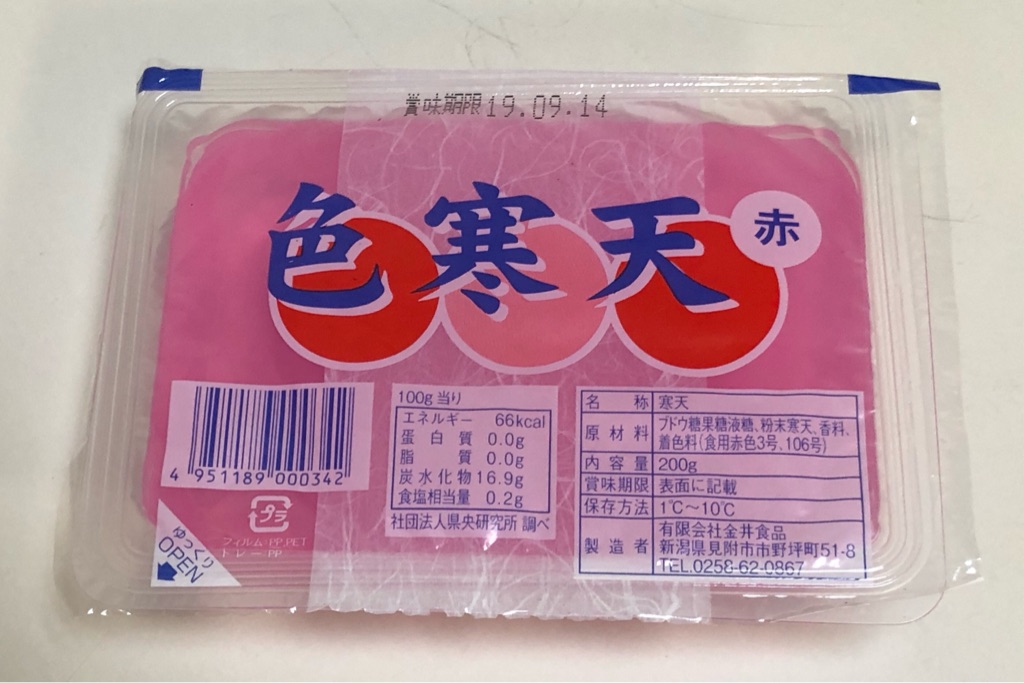 賞味期限19.09.14
色寒天
赤
4 951189 000342
プラ
フィルム-PP,PET
トレー-PP
ゆっくり
OPEN
100g当り
エネルギー 66kcal
蛋白質 0.0g
脂質 0.0g
炭水化物 16.9g
食塩相当量 0.2g
社団法人県央研究所 調べ
名称 寒天
原材料 ブドウ糖果糖液糖、粉末寒天、香料、
着色料(食用赤色3号、106号)
内容量 200g
賞味期限 表面に記載
保存方法 1℃～10℃
製造者 有限会社金井食品
新潟県見附市市野坪町51-8
TEL.0258-62-0867